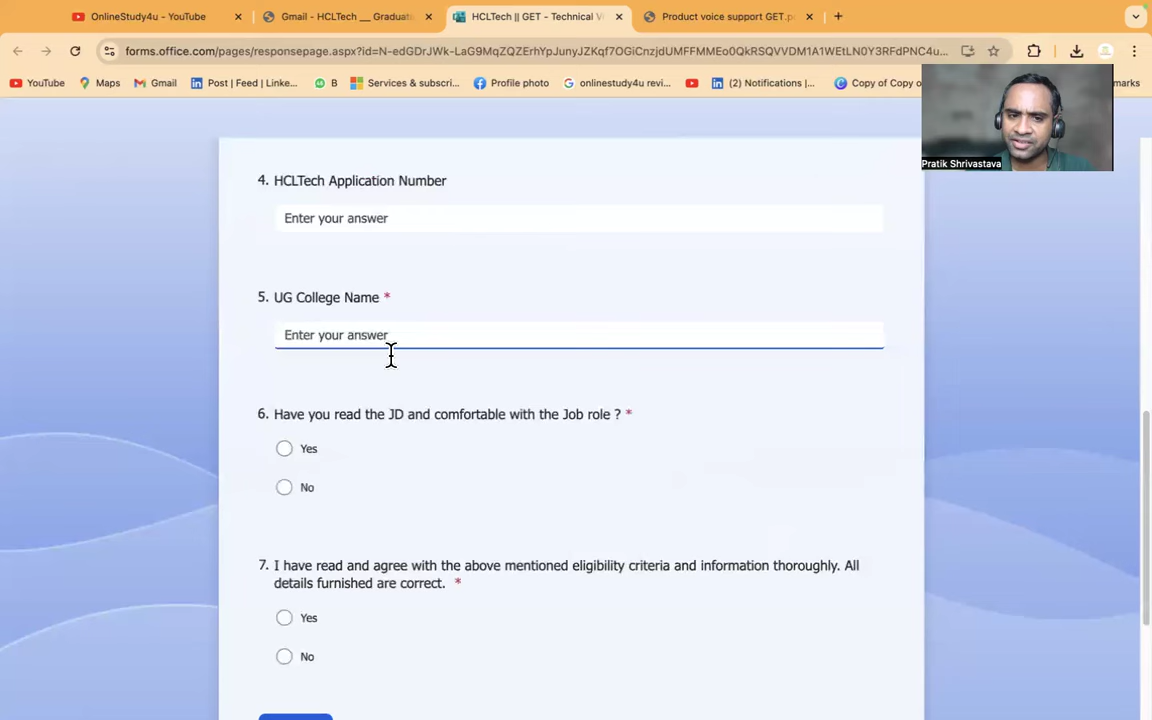 OnlineStudy4u - YouTube
Gmail - HCLTech __ Graduat
HCLTech || GET - Technical V
Product voice support GET.p
forms.office.com/pages/responsepage.aspx?id=N-edGDrJWk-LaG9MqZQZErhYpJunyJZKqf7OGiCnzjdUMFFMMEo0QkRSQVVDM1A1WEtLN0Y3RFdPNC4u...
YouTube
Maps
Gmail
Post | Feed | Linke...
B
Services & subscri...
Profile photo
onlinestudy4u revi...
(2) Notifications |...
Copy of Copy o
marks
Pratik Shrivastava
4. HCLTech Application Number
Enter your answer
5. UG College Name *
Enter your answer
6. Have you read the JD and comfortable with the Job role ? *
Yes
No
7. I have read and agree with the above mentioned eligibility criteria and information thoroughly. All
details furnished are correct. *
Yes
No